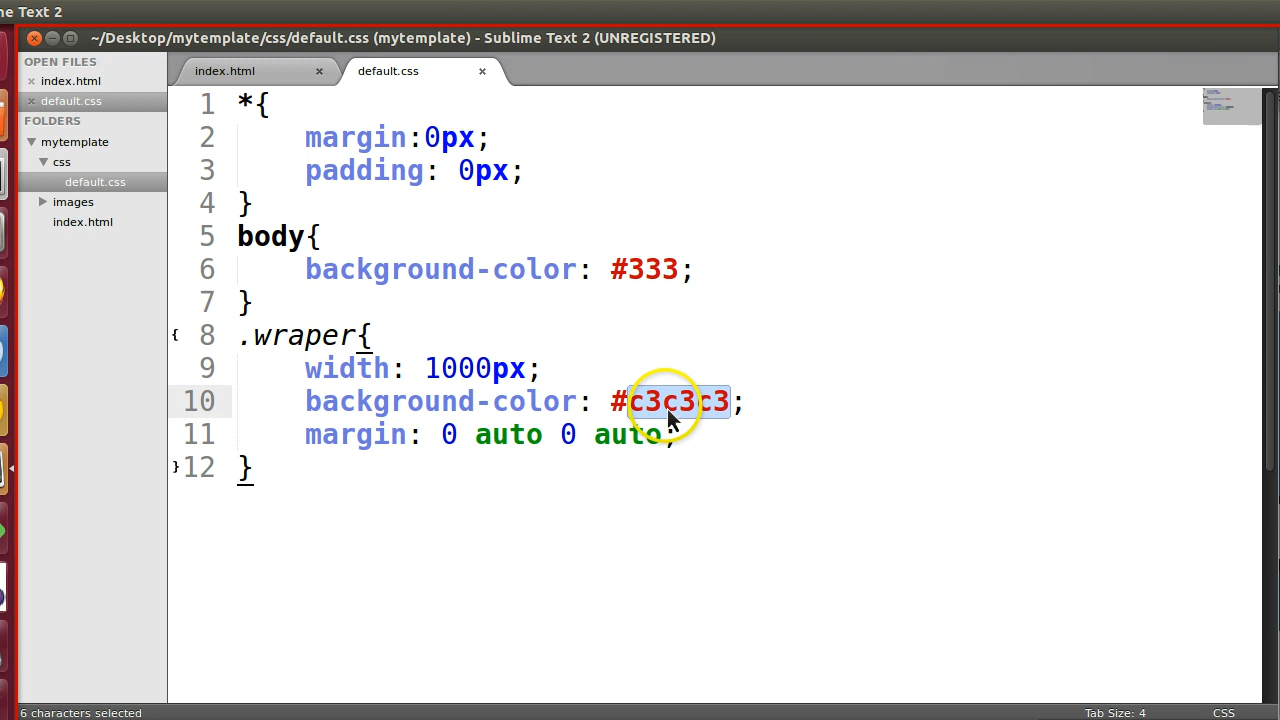 ne Text 2
~/Desktop/mytemplate/css/default.css (mytemplate) - Sublime Text 2 (UNREGISTERED)
OPEN FILES
index.html
default.css
FOLDERS
mytemplate
css
default.css
images
index.html
index.html
default.css
1 *{
2 margin:0px;
3 padding: 0px;
4 }
5 body{
6 background-color: #333;
7 }
{ 8 .wraper{
9 width: 1000px;
10 background-color: #c3c3c3;
11 margin: 0 auto 0 auto;
} 12 }
6 characters selected
Tab Size: 4
CSS